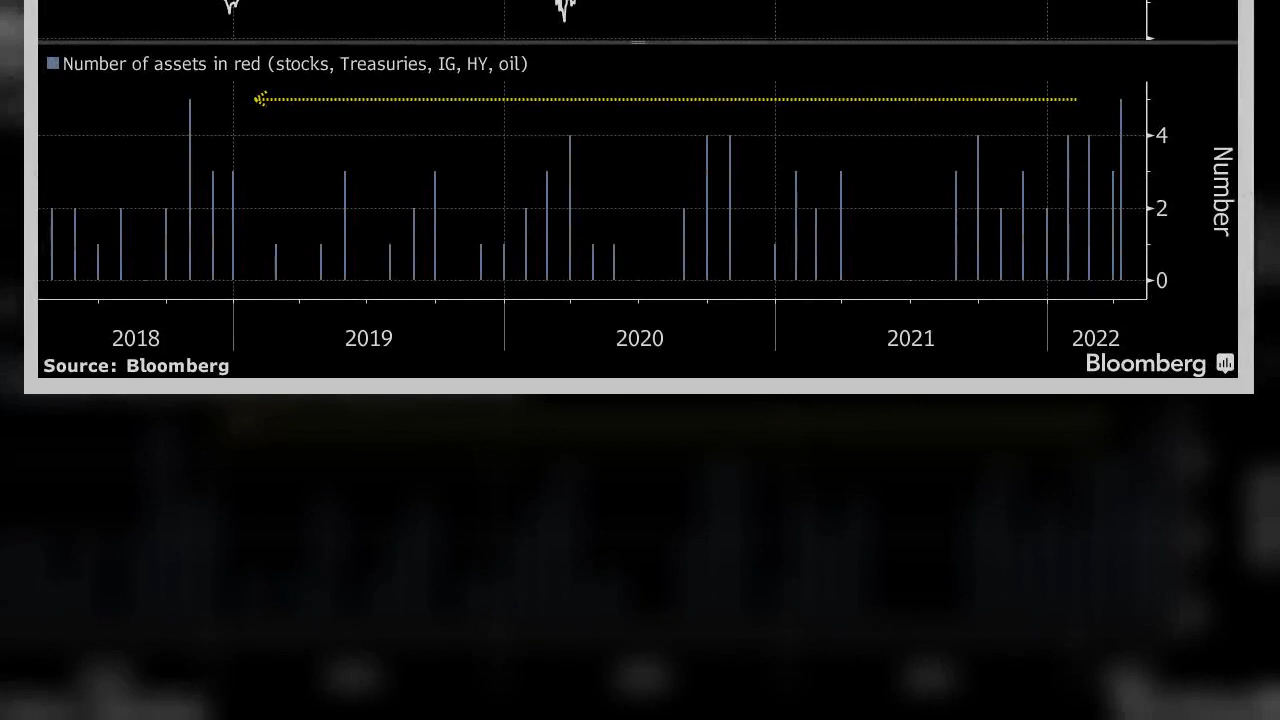 Number of assets in red (stocks, Treasuries, IG, HY, oil)
4
2
0
Number
2018 2019 2020 2021 2022
Source: Bloomberg
Bloomberg